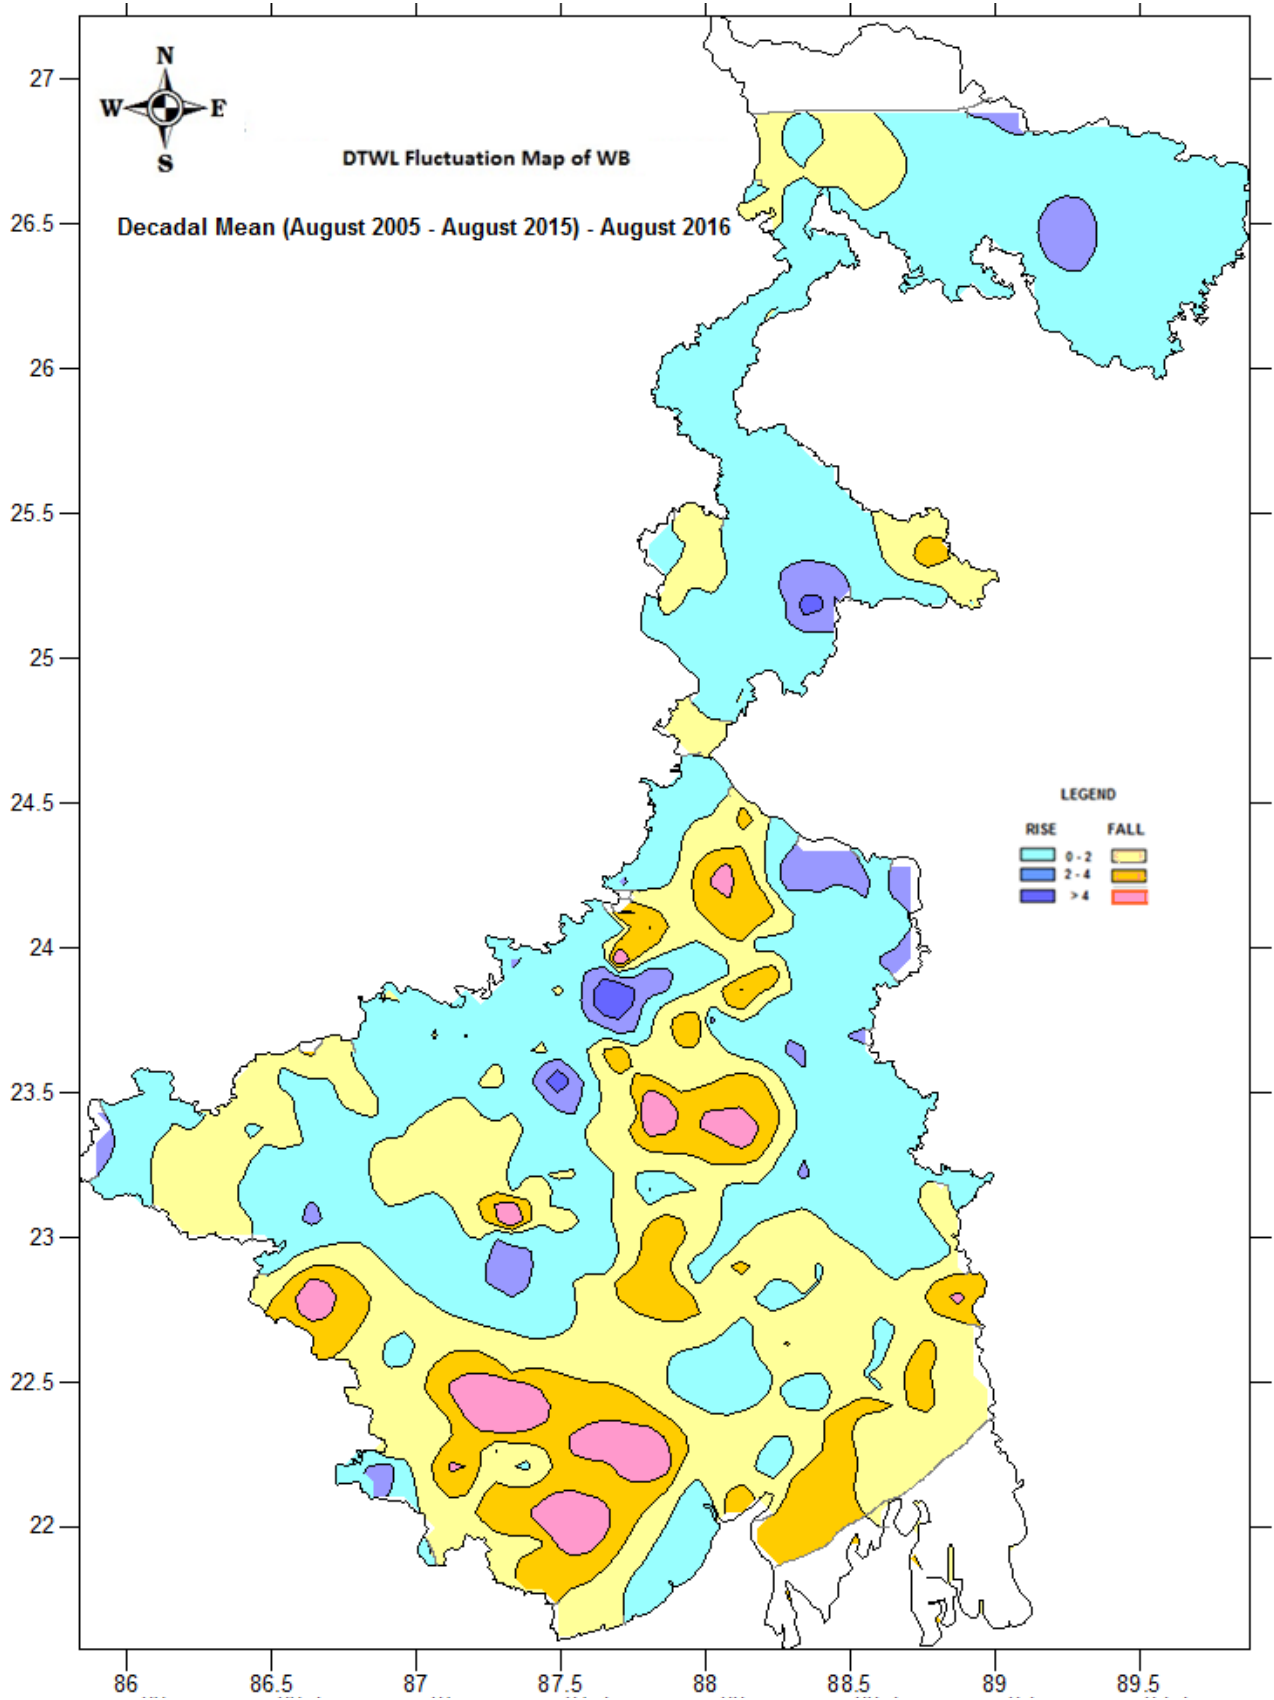 N
W E
S
DTWL Fluctuation Map of WB
Decadal Mean (August 2005 - August 2015) - August 2016
27
26.5
26
25.5
25
24.5
24
23.5
23
22.5
22
LEGEND
RISE FALL
0 - 2
2 - 4
> 4
86 86.5 87 87.5 88 88.5 89 89.5